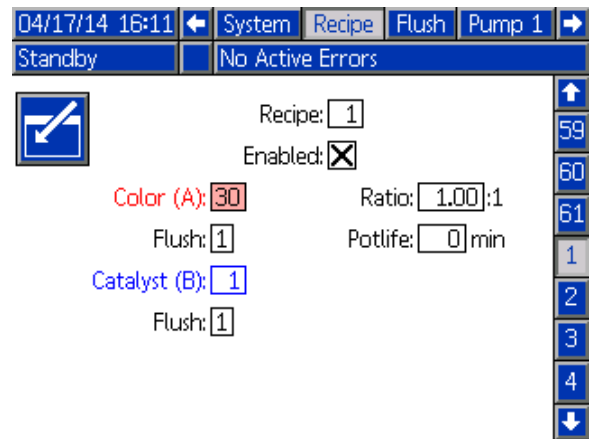 04/17/14 16:11 System Recipe Flush Pump 1
Standby No Active Errors
Recipe: 1
59
Enabled:
60
Color (A): 30 Ratio: 1.00 :1
61
Flush: 1 Potlife: 0 min
1
Catalyst (B): 1
2
Flush: 1
3
4